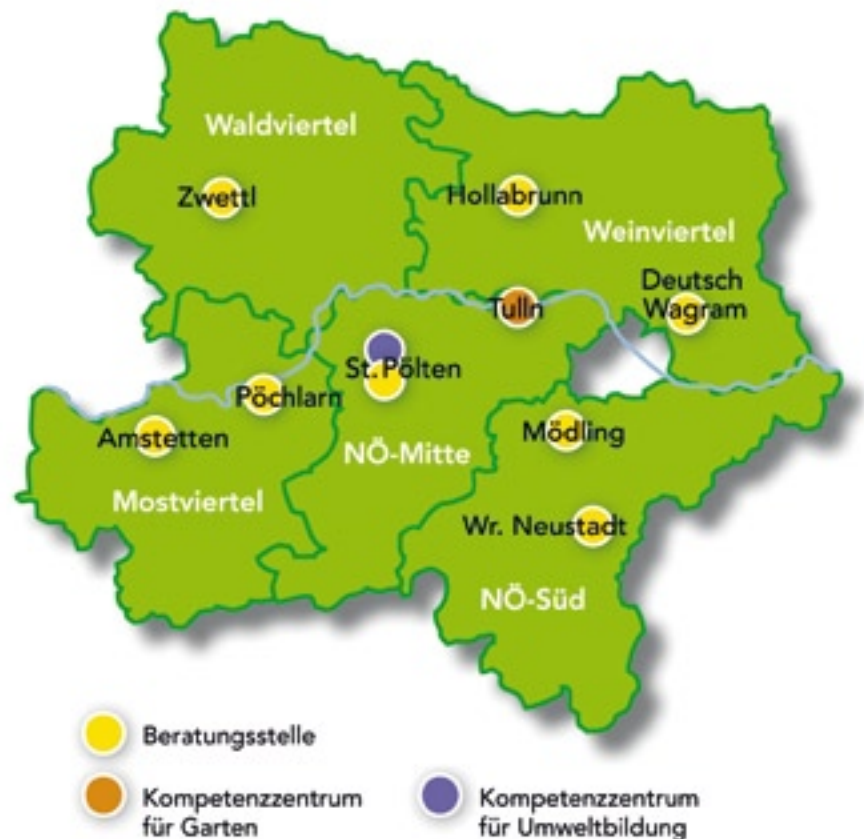 Waldviertel
Zwettl
Hollabrunn
Weinviertel
Deutsch
Wagram
Tulln
St. Pölten
Pöchlarn
Amstetten
Mödling
NÖ-Mitte
Mostviertel
Wr. Neustadt
NÖ-Süd
Beratungsstelle
Kompetenzzentrum
für Garten
Kompetenzzentrum
für Umweltbildung